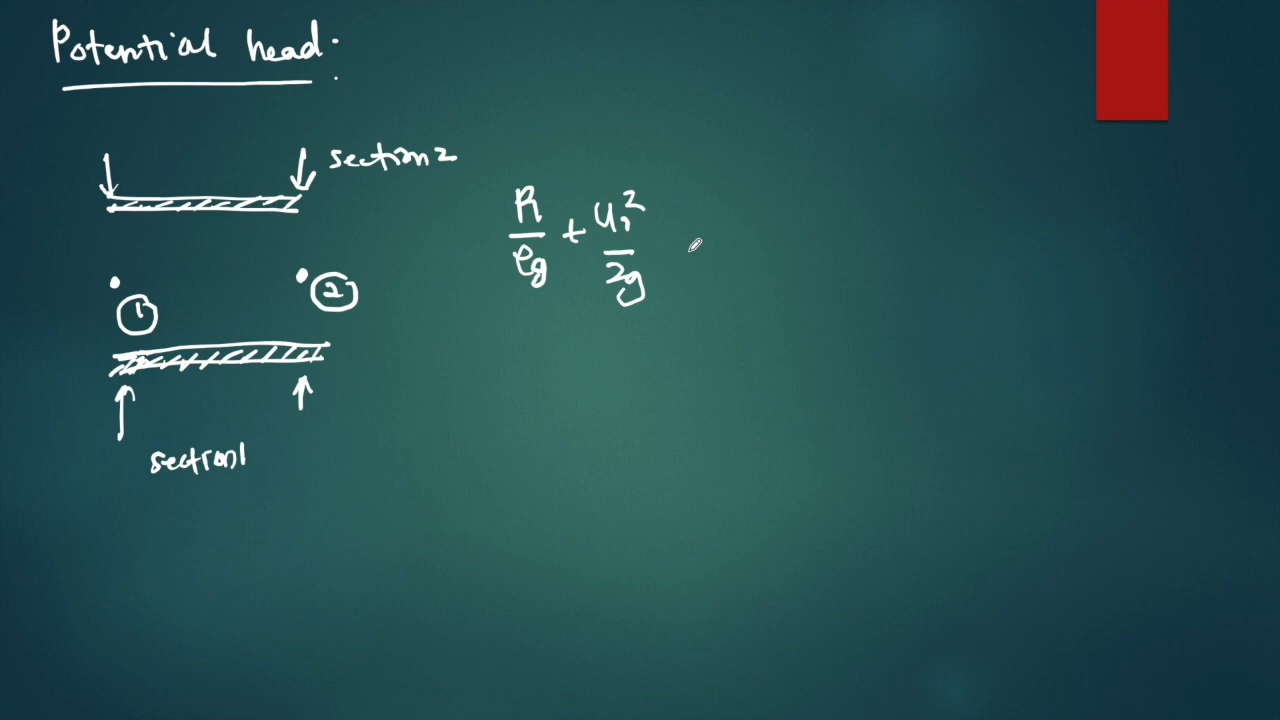 Potential head:
section 2
P₁/ρg + u₁²/2g
①
②
section 1